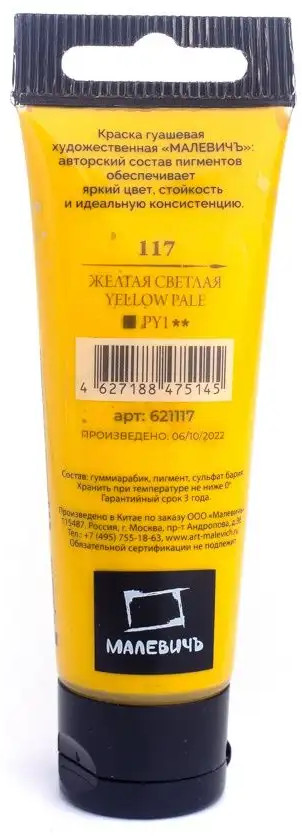 Краска гуашевая
художественная «МАЛЕВИЧЪ»:
авторский состав пигментов
обеспечивает
яркий цвет, стойкость
и идеальную консистенцию.
117
ЖЕЛТАЯ СВЕТЛАЯ
YELLOW PALE
PY1 **
4 627188 475145
арт: 621117
ПРОИЗВЕДЕНО: 06/10/2022
Состав: гуммиарабик, пигмент, сульфат бария
Хранить при температуре не ниже 0°
Гарантийный срок 3 года.
Произведено в Китае по заказу ООО «Малевичъ»
115487, Россия, г. Москва, пр-т Андропова, д.
Тел.: +7 (495) 755-18-63, www.art-malevich.ru
Обязательной сертификации не подлежит
МАЛЕВИЧЪ